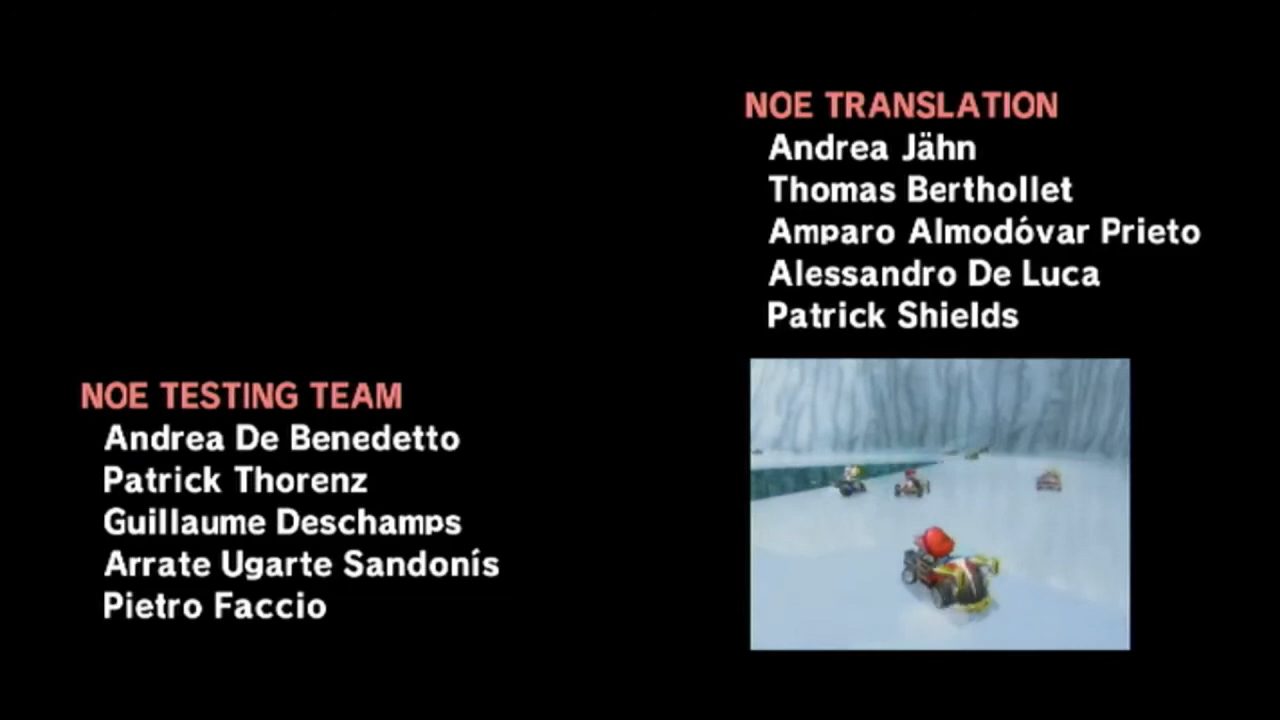 NOE TRANSLATION
Andrea Jähn
Thomas Berthollet
Amparo Almodóvar Prieto
Alessandro De Luca
Patrick Shields
NOE TESTING TEAM
Andrea De Benedetto
Patrick Thorenz
Guillaume Deschamps
Arrate Ugarte Sandonís
Pietro Faccio